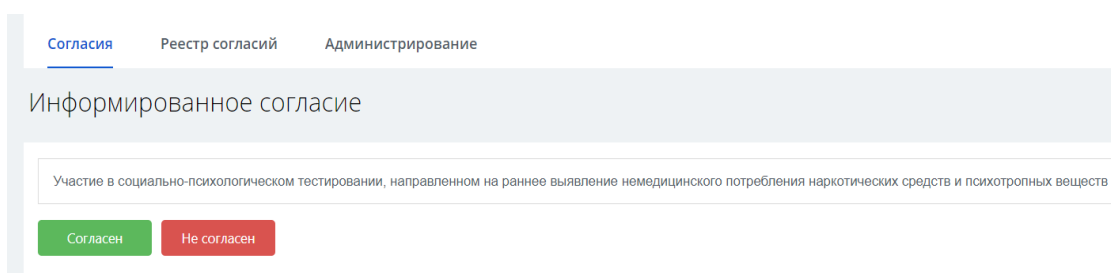 Согласия Реестр согласий Администрирование
Информированное согласие
Участие в социально-психологическом тестировании, направленном на раннее выявление немедицинского потребления наркотических средств и психотропных веществ
Согласен Не согласен